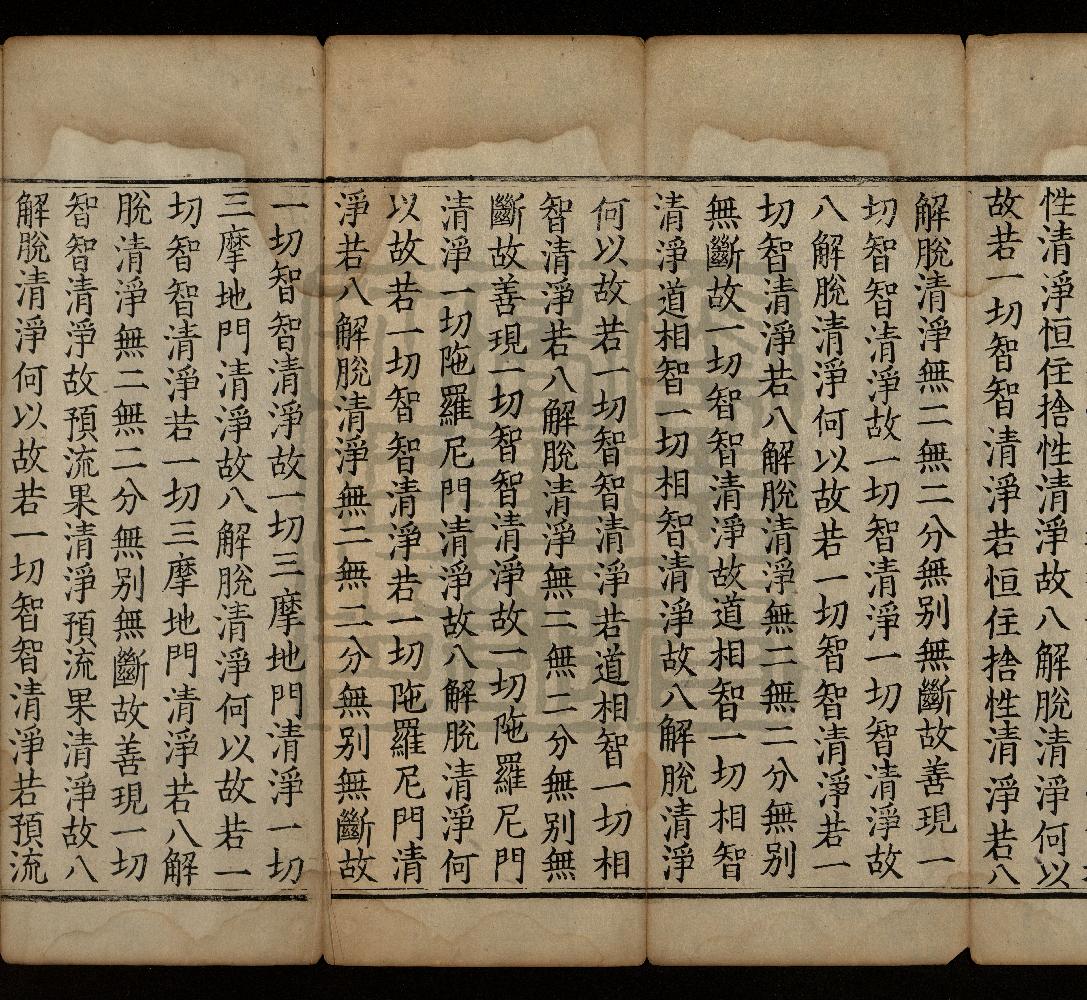 性清淨恒住捨性清淨故八解脫清淨何以
故若一切智智清淨若恒住捨性清淨若八
解脫清淨無二無二分無別無斷故善現一
切智智清淨故一切智清淨一切智清淨故
八解脫清淨何以故若一切智智清淨若一
切智清淨若八解脫清淨無二無二分無別
無斷故一切智智清淨故道相智一切相智
清淨道相智一切相智清淨故八解脫清淨
何以故若一切智智清淨若道相智一切相
智清淨若八解脫清淨無二無二分無別無
斷故善現一切智智清淨故一切陁羅尼門
清淨一切陁羅尼門清淨故八解脫清淨何
以故若一切智智清淨若一切陁羅尼門清
淨若八解脫清淨無二無二分無別無斷故
一切智智清淨故一切三摩地門清淨一切
三摩地門清淨故八解脫清淨何以故若一
切智智清淨若一切三摩地門清淨若八解
脫清淨無二無二分無別無斷故善現一切
智智清淨故預流果清淨預流果清淨故八
解脫清淨何以故若一切智智清淨若預流